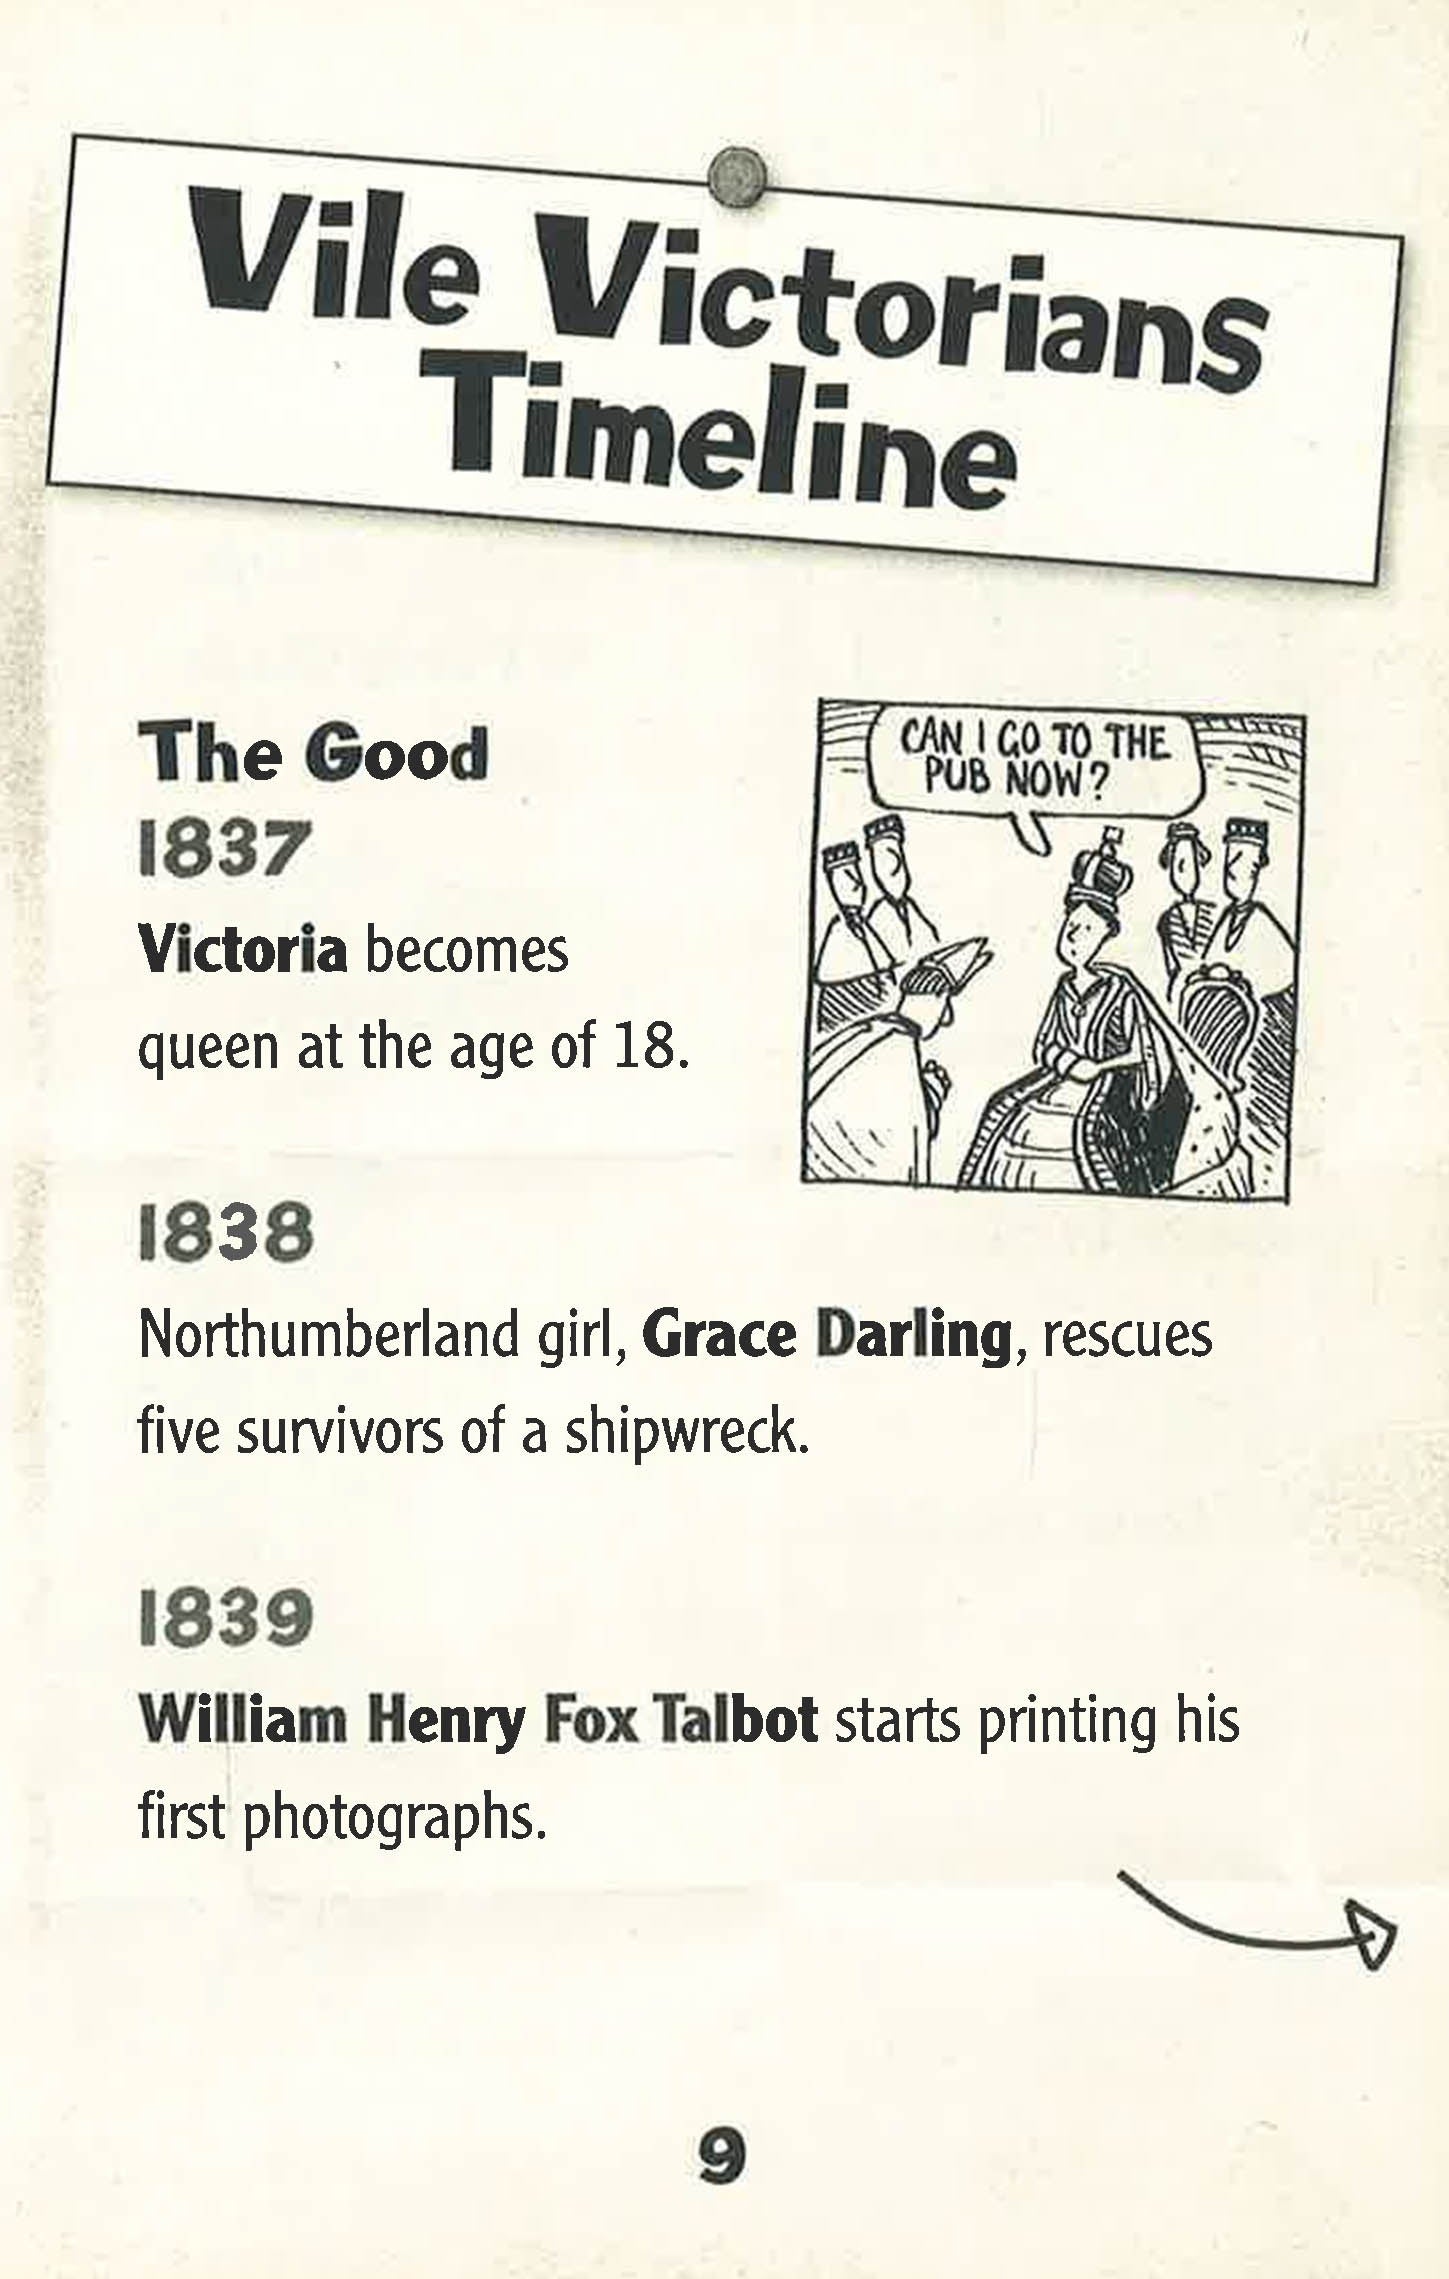 Vile Victorians
Timeline
The Good
1837
Victoria becomes
queen at the age of 18.
CAN I GO TO THE
PUB NOW?
1838
Northumberland girl, Grace Darling, rescues
five survivors of a shipwreck.
1839
William Henry Fox Talbot starts printing his
first photographs.
9